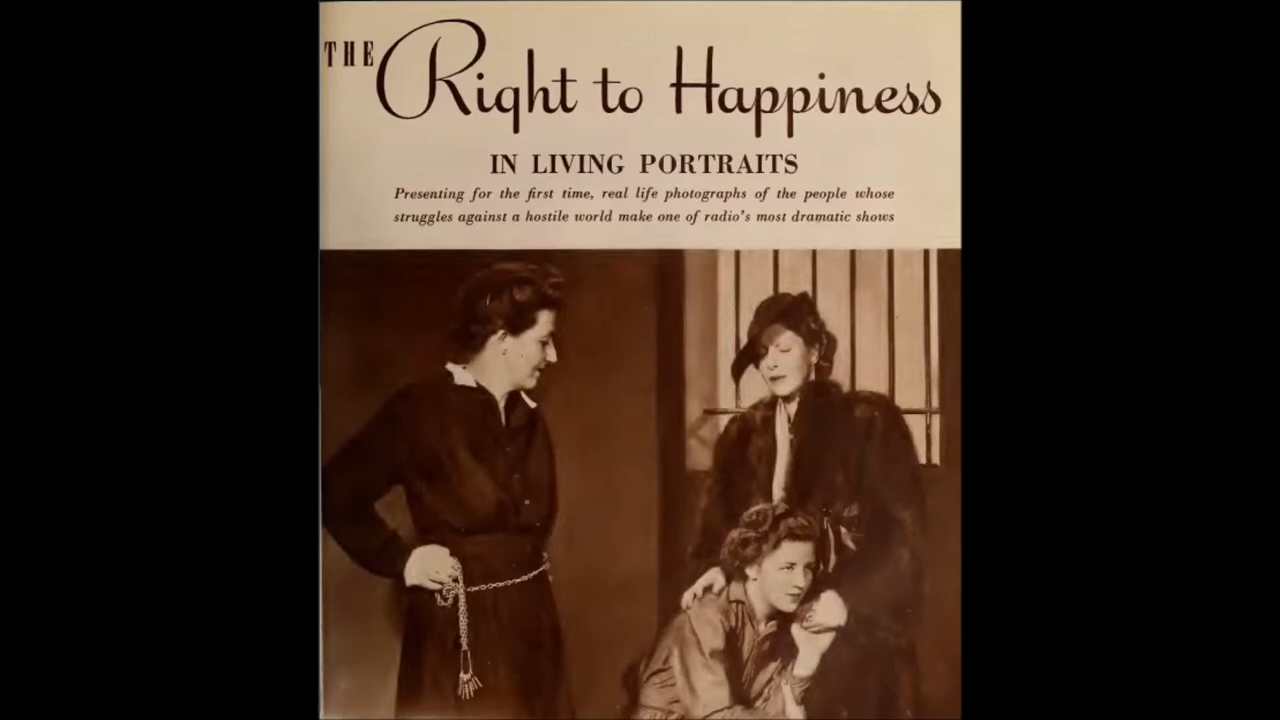 THE Right to Happiness
IN LIVING PORTRAITS
Presenting for the first time, real life photographs of the people whose
struggles against a hostile world make one of radio's most dramatic shows